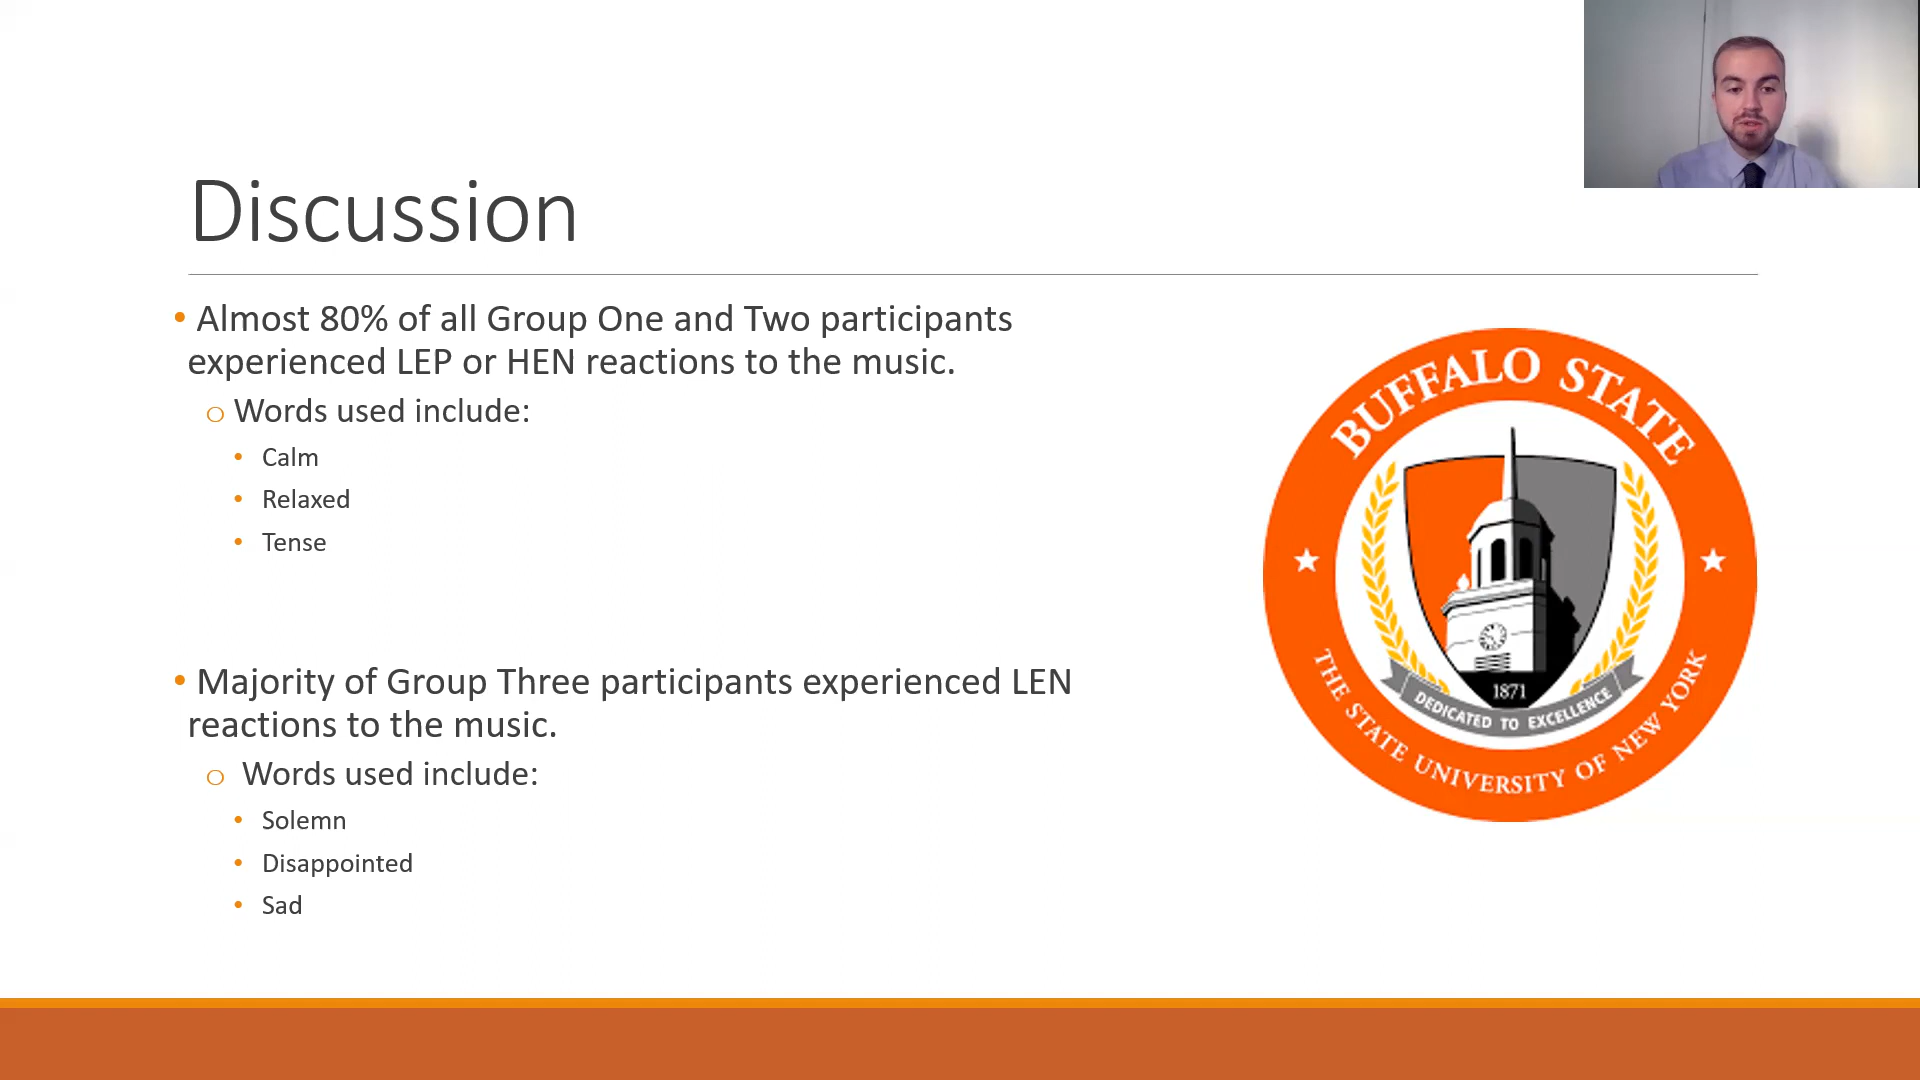 Discussion
• Almost 80% of all Group One and Two participants
experienced LEP or HEN reactions to the music.
o Words used include:
• Calm
• Relaxed
• Tense
• Majority of Group Three participants experienced LEN
reactions to the music.
o Words used include:
• Solemn
• Disappointed
• Sad
BUFFALO STATE
1871
DEDICATED TO EXCELLENCE
THE STATE UNIVERSITY OF NEW YORK